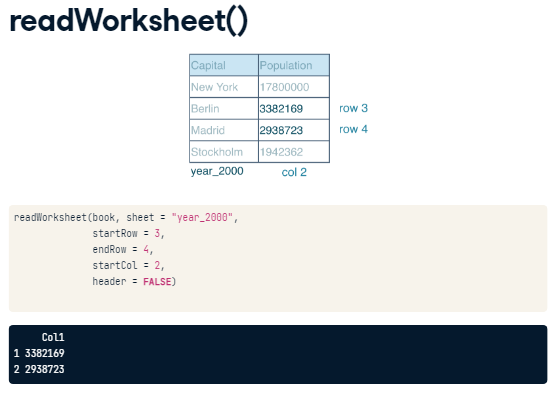 readWorksheet()
Capital Population
New York 17800000
Berlin 3382169 row 3
Madrid 2938723 row 4
Stockholm 1942362
year_2000 col 2
readWorksheet(book, sheet = "year_2000",
startRow = 3,
endRow = 4,
startCol = 2,
header = FALSE)
Col1
1 3382169
2 2938723